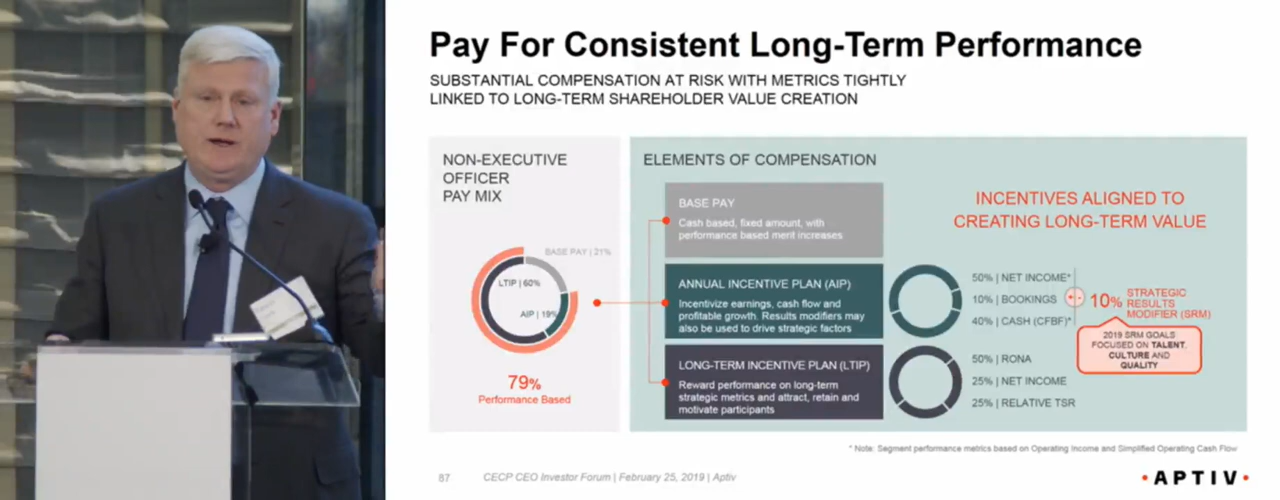 Pay For Consistent Long-Term Performance
SUBSTANTIAL COMPENSATION AT RISK WITH METRICS TIGHTLY
LINKED TO LONG-TERM SHAREHOLDER VALUE CREATION
NON-EXECUTIVE
OFFICER
PAY MIX
BASE PAY | 21%
LTIP | 60%
AIP | 19%
79%
Performance Based
ELEMENTS OF COMPENSATION
BASE PAY
Cash based, fixed amount, with
performance based merit increases
ANNUAL INCENTIVE PLAN (AIP)
Incentivize earnings, cash flow and
profitable growth. Results modifiers may
also be used to drive strategic factors
LONG-TERM INCENTIVE PLAN (LTIP)
Reward performance on long-term
strategic metrics and attract, retain and
motivate participants
INCENTIVES ALIGNED TO
CREATING LONG-TERM VALUE
50% | NET INCOME*
10% | BOOKINGS
40% | CASH (CFBF)*
10% STRATEGIC
RESULTS
MODIFIER (SRM)
2019 SRM GOALS
FOCUSED ON TALENT,
CULTURE AND
QUALITY
50% | RONA
25% | NET INCOME
25% | RELATIVE TSR
* Note: Segment performance metrics based on Operating Income and Simplified Operating Cash Flow
87
CECP CEO Investor Forum | February 25, 2019 | Aptiv
• APTIV •